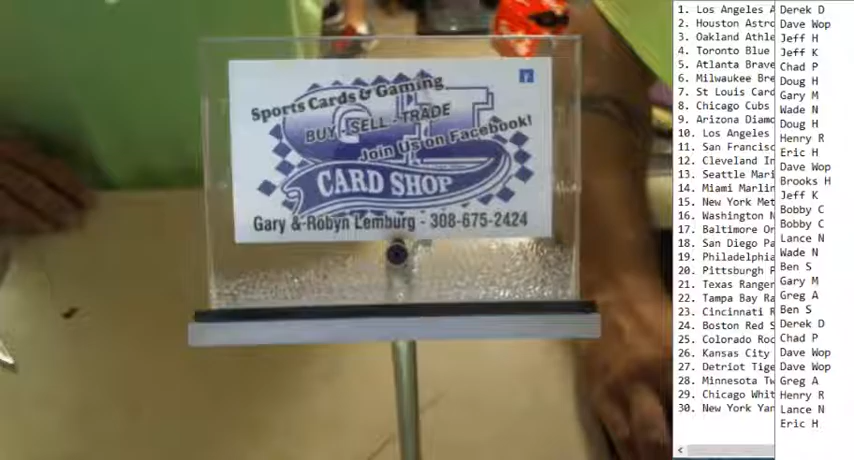 Sports Cards & Gaming
BUY - SELL - TRADE
Join Us on Facebook!
CARD SHOP
Gary & Robyn Lemburg - 308-675-2424
1. Los Angeles A
2. Houston Astro
3. Oakland Athle
4. Toronto Blue
5. Atlanta Brave
6. Milwaukee Bre
7. St Louis Card
8. Chicago Cubs
9. Arizona Diamo
10. Los Angeles
11. San Francisc
12. Cleveland In
13. Seattle Mari
14. Miami Marlin
15. New York Met
16. Washington N
17. Baltimore Or
18. San Diego Pa
19. Philadelphia
20. Pittsburgh P
21. Texas Ranger
22. Tampa Bay Ra
23. Cincinnati R
24. Boston Red S
25. Colorado Roc
26. Kansas City
27. Detriot Tige
28. Minnesota Tw
29. Chicago Whit
30. New York Yan
Derek D
Dave Wop
Jeff H
Jeff K
Chad P
Doug H
Gary M
Wade N
Doug H
Henry R
Eric H
Dave Wop
Brooks H
Jeff K
Bobby C
Bobby C
Lance N
Wade N
Ben S
Gary M
Greg A
Ben S
Derek D
Chad P
Dave Wop
Dave Wop
Greg A
Henry R
Lance N
Eric H